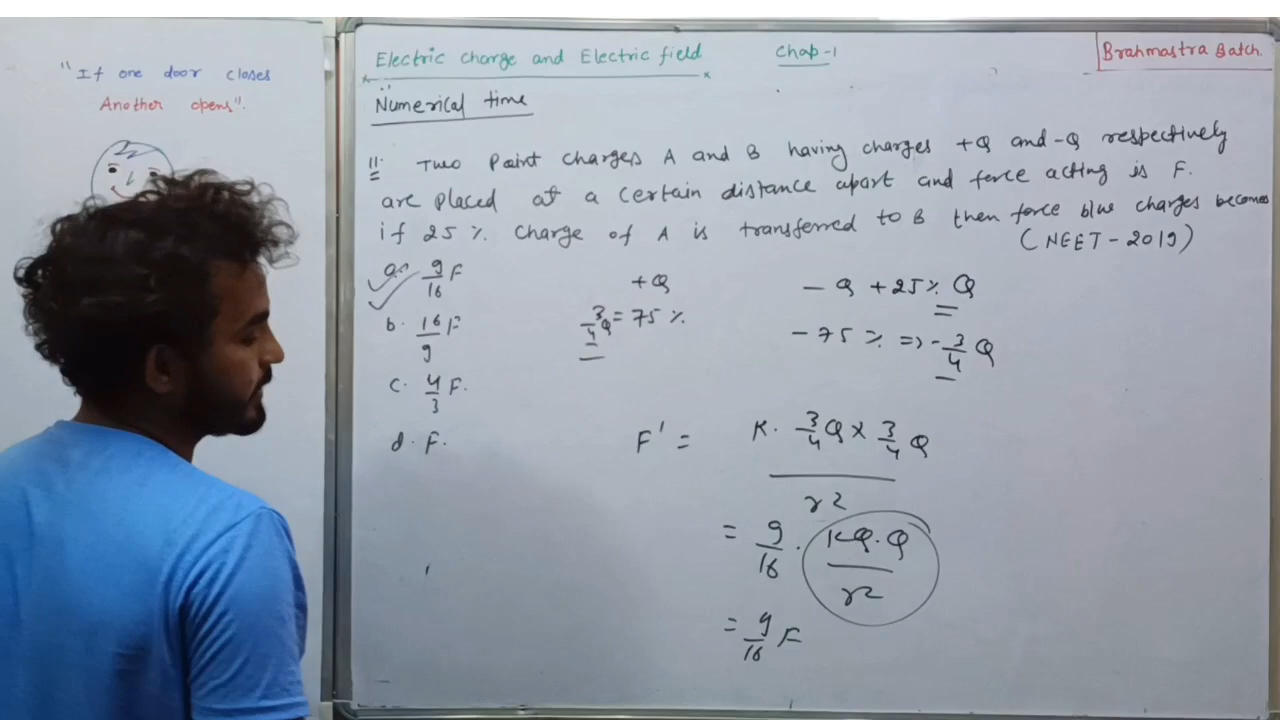 "If one door closes
Another opens".
Electric charge and Electric field Chap-1
Brahmastra Batch
Numerical time
11. Two Point charges A and B having charges +Q and -Q respectively
are placed at a certain distance apart and force acting is F.
if 25 % Charge of A is transferred to B then force b/w charges becomes
(NEET-2019)
a. 9/16 F
b. 16/9 F
c. 4/3 F.
d. F.
+Q
3/4 Q = 75 %
- Q + 25 % Q
- 75 % => - 3/4 Q
F' = K. 3/4 Q × 3/4 Q / r2
= 9/16 . KQ.Q / r2
= 9/16 F